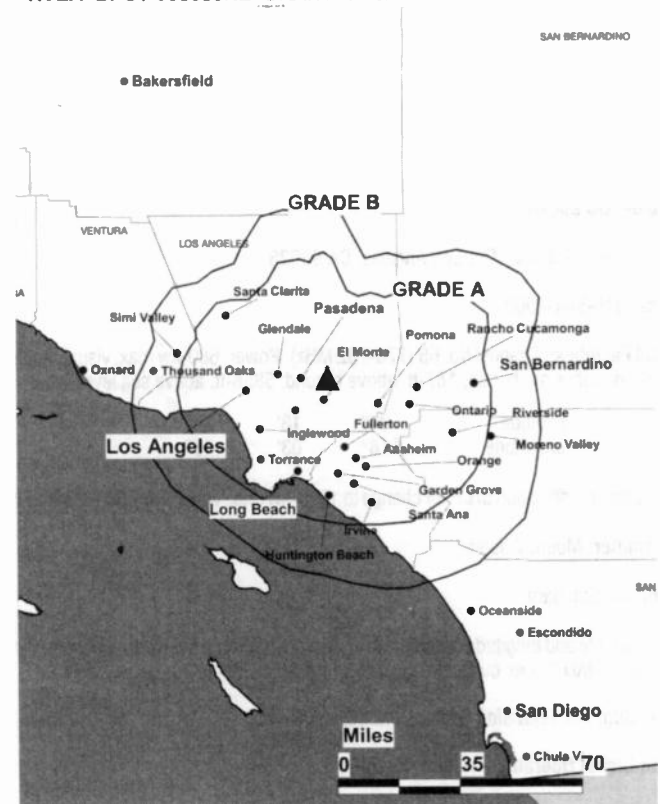 SAN BERNARDINO
Bakersfield
GRADE B
VENTURA
LOS ANGELES
GRADE A
Santa Clarita
Pasadena
Simi Valley
Glendale
Pomona
Rancho Cucamonga
El Monte
San Bernardino
Oxnard
Thousand Oaks
Ontario
Riverside
Fullerton
Los Angeles
Inglewood
Moreno Valley
Anaheim
Torrance
Orange
Garden Grove
Long Beach
Santa Ana
Irvine
Huntington Beach
SAN
Oceanside
Escondido
San Diego
Miles
Chula V
0 35 70